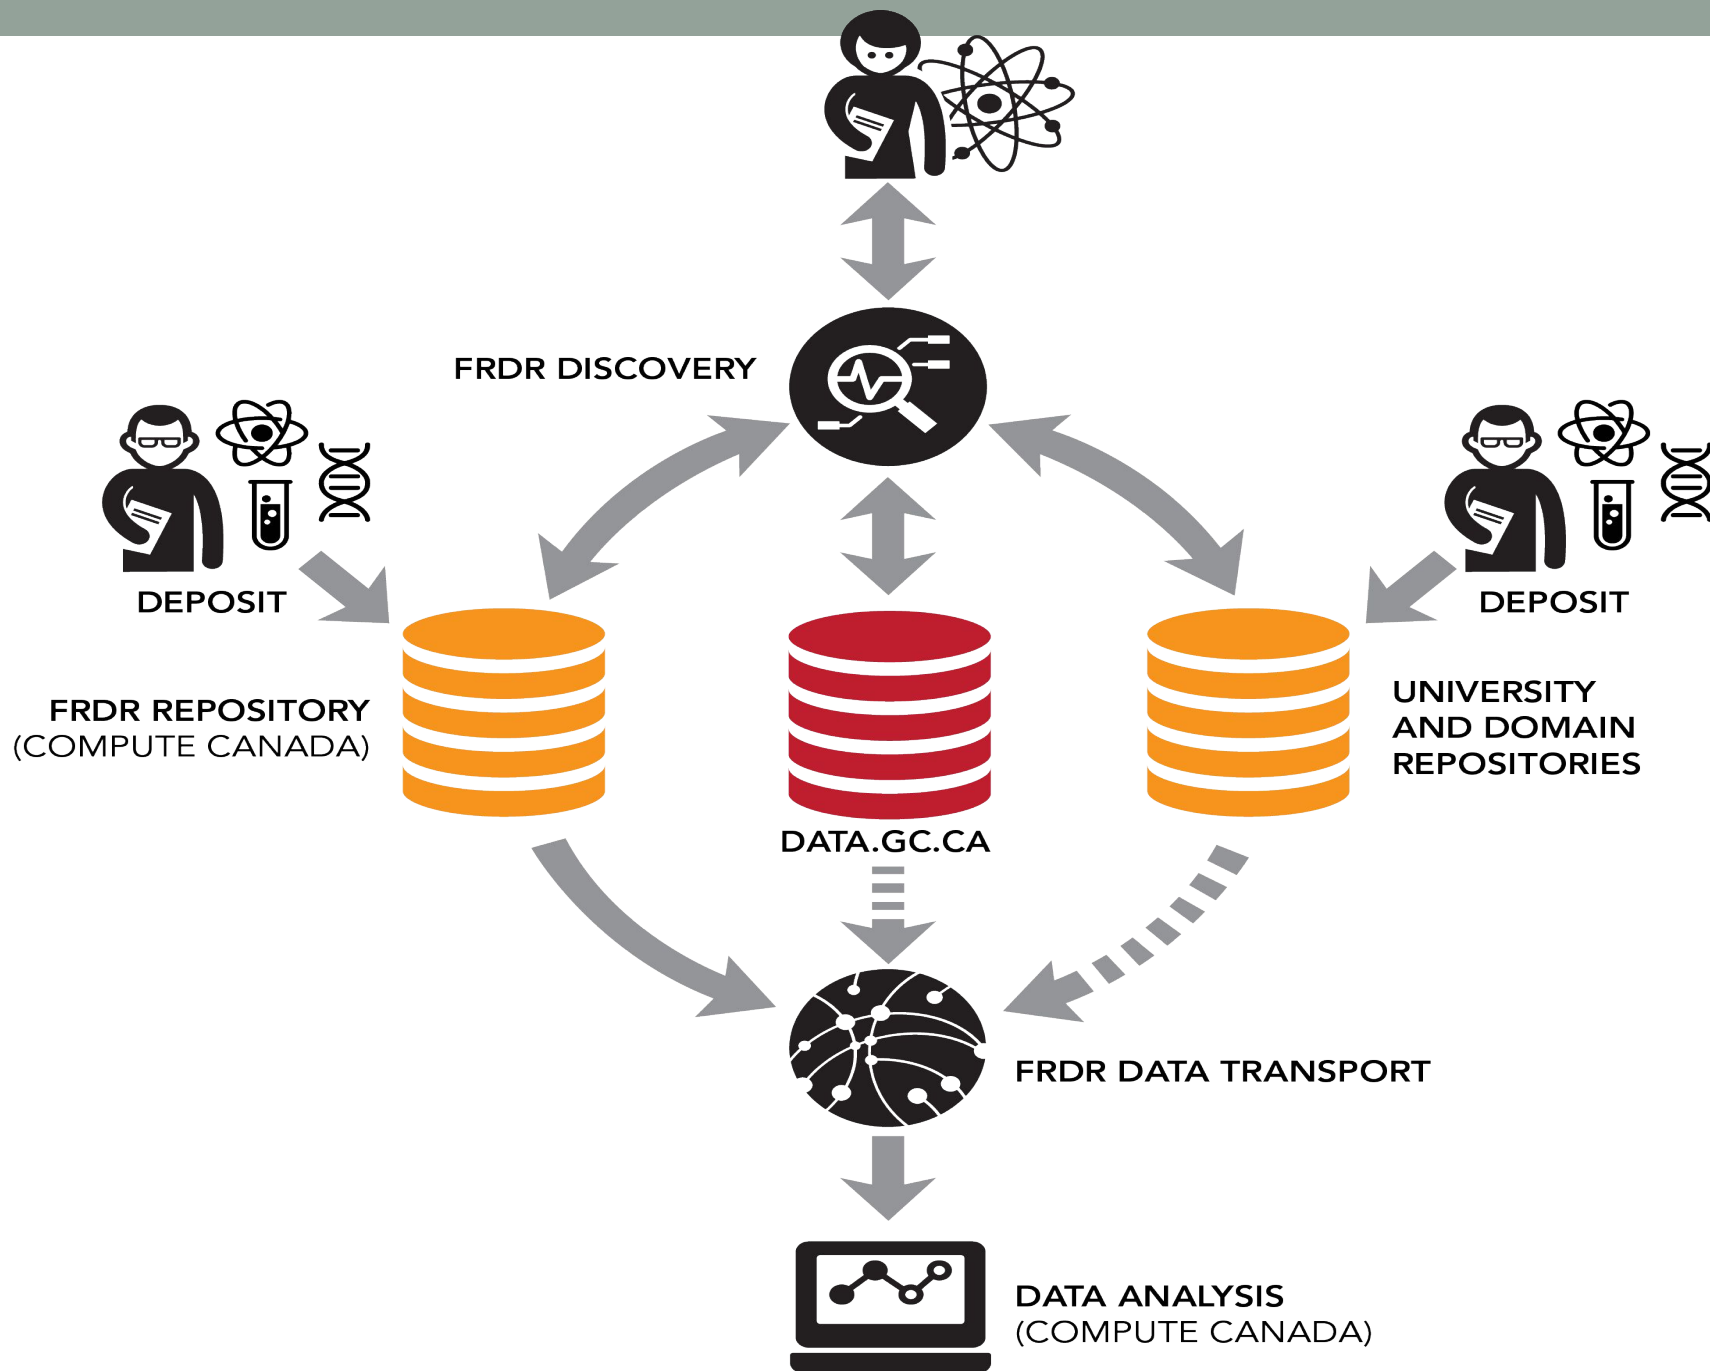 FRDR DISCOVERY
DEPOSIT
DEPOSIT
FRDR REPOSITORY
(COMPUTE CANADA)
DATA.GC.CA
UNIVERSITY
AND DOMAIN
REPOSITORIES
FRDR DATA TRANSPORT
DATA ANALYSIS
(COMPUTE CANADA)